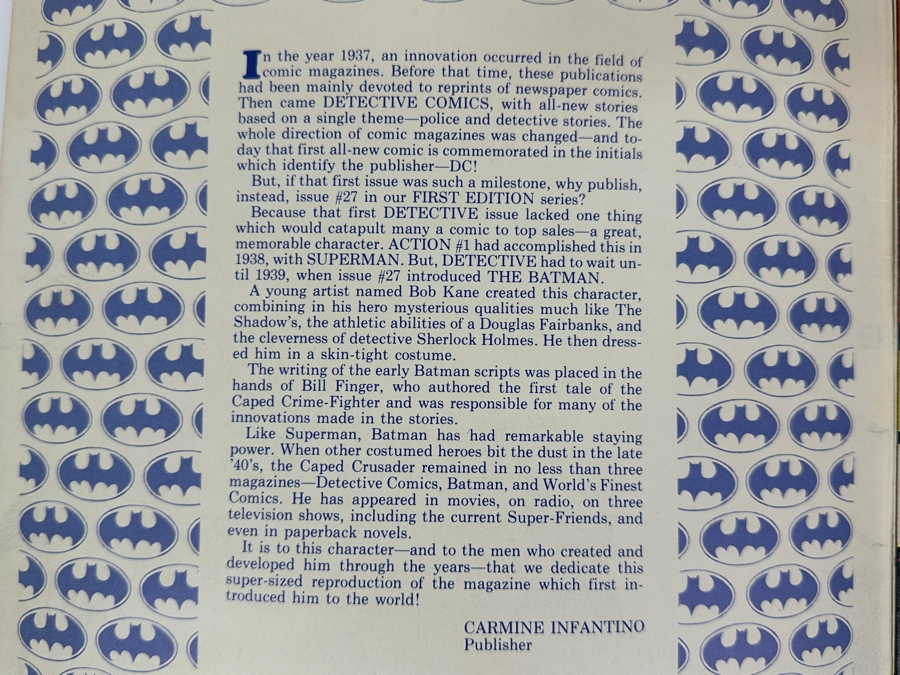 In the year 1937, an innovation occurred in the field of
comic magazines. Before that time, these publications
had been mainly devoted to reprints of newspaper comics.
Then came DETECTIVE COMICS, with all-new stories
based on a single theme—police and detective stories. The
whole direction of comic magazines was changed—and to-
day that first all-new comic is commemorated in the initials
which identify the publisher—DC!
But, if that first issue was such a milestone, why publish,
instead, issue #27 in our FIRST EDITION series?
Because that first DETECTIVE issue lacked one thing
which would catapult many a comic to top sales—a great,
memorable character. ACTION #1 had accomplished this in
1938, with SUPERMAN. But, DETECTIVE had to wait un-
til 1939, when issue #27 introduced THE BATMAN.
A young artist named Bob Kane created this character,
combining in his hero mysterious qualities much like The
Shadow's, the athletic abilities of a Douglas Fairbanks, and
the cleverness of detective Sherlock Holmes. He then dress-
ed him in a skin-tight costume.
The writing of the early Batman scripts was placed in the
hands of Bill Finger, who authored the first tale of the
Caped Crime-Fighter and was responsible for many of the
innovations made in the stories.
Like Superman, Batman has had remarkable staying
power. When other costumed heroes bit the dust in the late
'40's, the Caped Crusader remained in no less than three
magazines—Detective Comics, Batman, and World's Finest
Comics. He has appeared in movies, on radio, on three
television shows, including the current Super-Friends, and
even in paperback novels.
It is to this character—and to the men who created and
developed him through the years—that we dedicate this
super-sized reproduction of the magazine which first in-
troduced him to the world!
CARMINE INFANTINO
Publisher